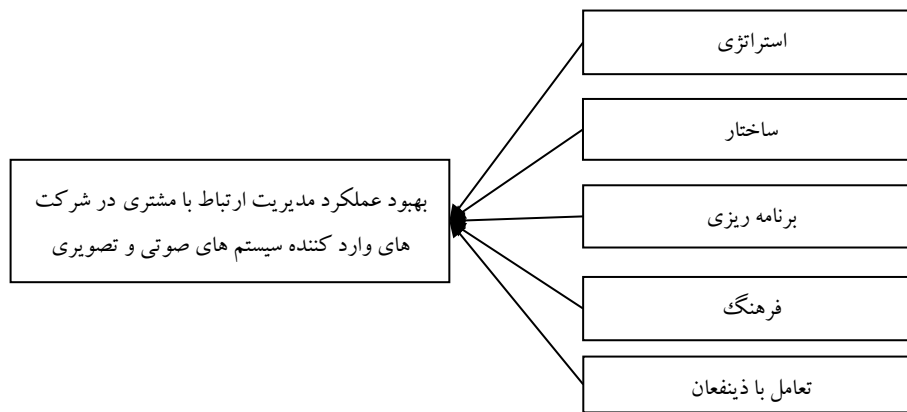 استراتژی
ساختار
برنامه ریزی
فرهنگ
تعامل با ذینفعان
بهبود عملکرد مدیریت ارتباط با مشتری در شرکت
های وارد کننده سیستم های صوتی و تصویری